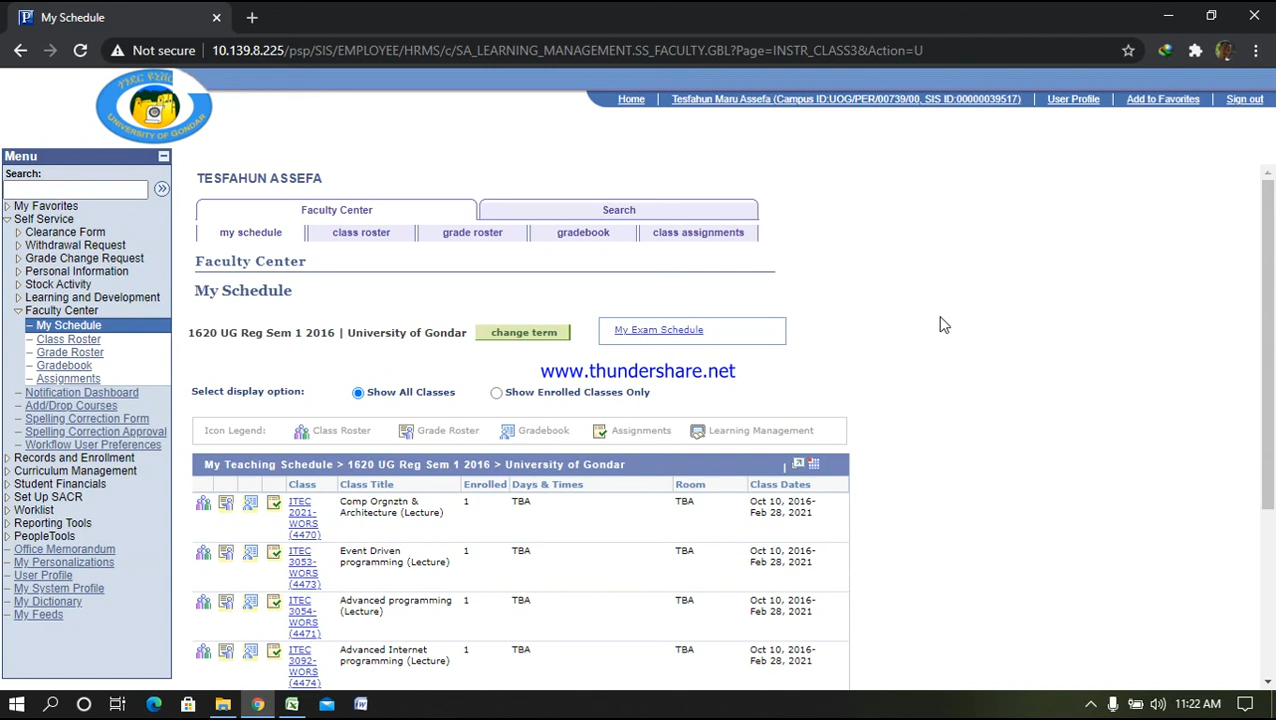 My Schedule
Not secure | 10.139.8.225/psp/SIS/EMPLOYEE/HRMS/c/SA_LEARNING_MANAGEMENT.SS_FACULTY.GBL?Page=INSTR_CLASS3&Action=U
UNIVERSITY OF GONDAR
Home Tesfahun Maru Assefa (Campus ID:UOG/PER/00739/00, SIS ID:00000039517) User Profile Add to Favorites Sign out
Menu
Search:
My Favorites
Self Service
Clearance Form
Withdrawal Request
Grade Change Request
Personal Information
Stock Activity
Learning and Development
Faculty Center
My Schedule
Class Roster
Grade Roster
Gradebook
Assignments
Notification Dashboard
Add/Drop Courses
Spelling Correction Form
Spelling Correction Approval
Workflow User Preferences
Records and Enrollment
Curriculum Management
Student Financials
Set Up SACR
Worklist
Reporting Tools
PeopleTools
Office Memorandum
My Personalizations
User Profile
My System Profile
My Dictionary
My Feeds
TESFAHUN ASSEFA
Faculty Center Search
my schedule class roster grade roster gradebook class assignments
Faculty Center
My Schedule
1620 UG Reg Sem 1 2016 | University of Gondar change term My Exam Schedule
www.thundershare.net
Select display option: Show All Classes Show Enrolled Classes Only
Icon Legend: Class Roster Grade Roster Gradebook Assignments Learning Management
My Teaching Schedule > 1620 UG Reg Sem 1 2016 > University of Gondar
Class Class Title Enrolled Days & Times Room Class Dates
ITEC 2021-WORS (4470) Comp Orgnztn & Architecture (Lecture) 1 TBA TBA Oct 10, 2016-Feb 28, 2021
ITEC 3053-WORS (4473) Event Driven programming (Lecture) 1 TBA TBA Oct 10, 2016-Feb 28, 2021
ITEC 3054-WORS (4471) Advanced programming (Lecture) 1 TBA TBA Oct 10, 2016-Feb 28, 2021
ITEC 3092-WORS (4474) Advanced Internet programming (Lecture) 1 TBA TBA Oct 10, 2016-Feb 28, 2021
11:22 AM